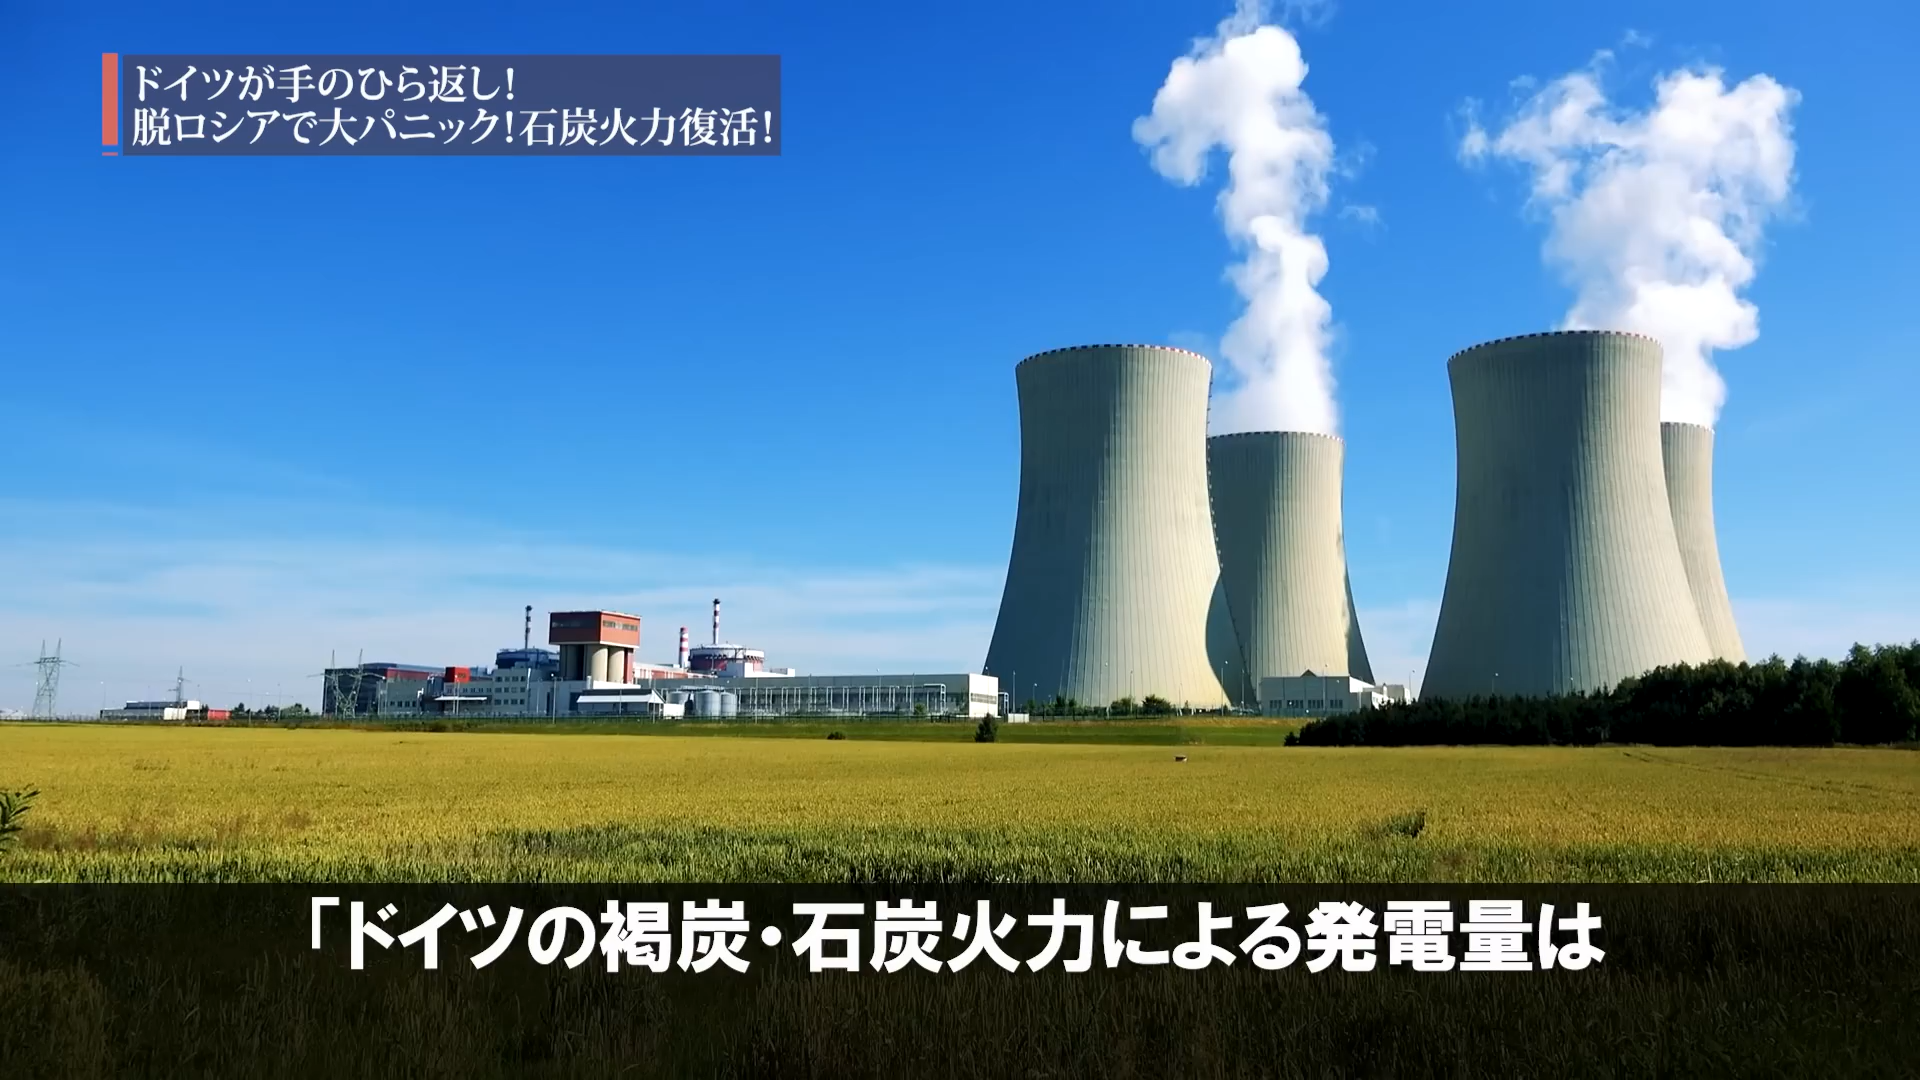 ドイツが手のひら返し!
脱ロシアで大パニック!石炭火力復活!
「ドイツの褐炭・石炭火力による発電量は